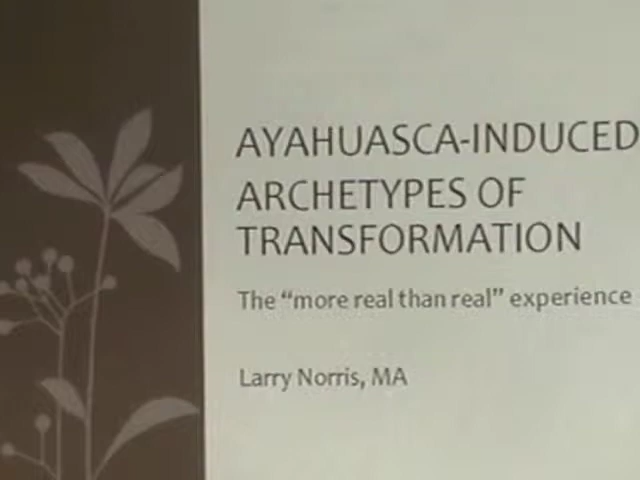 AYAHUASCA-INDUCED
ARCHETYPES OF
TRANSFORMATION
The “more real than real” experience
Larry Norris, MA